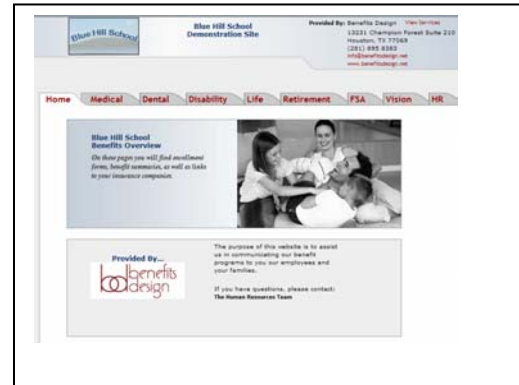 Blue Hill School
Blue Hill School
Demonstration Site
Provided By: Benefits Design View Services
13231 Champion Forest Suite 210
Houston, TX 77069
(281) 895 8383
info@benefitsdesign.net
www.benefitsdesign.net
Home Medical Dental Disability Life Retirement FSA Vision HR
Blue Hill School
Benefits Overview
On these pages you will find enrollment
forms, benefit summaries, as well as links
to your insurance companies.
Provided By...
bd benefits
design
The purpose of this website is to assist
us in communicating our benefit
programs to you our employees and
your families.
If you have questions, please contact:
The Human Resources Team